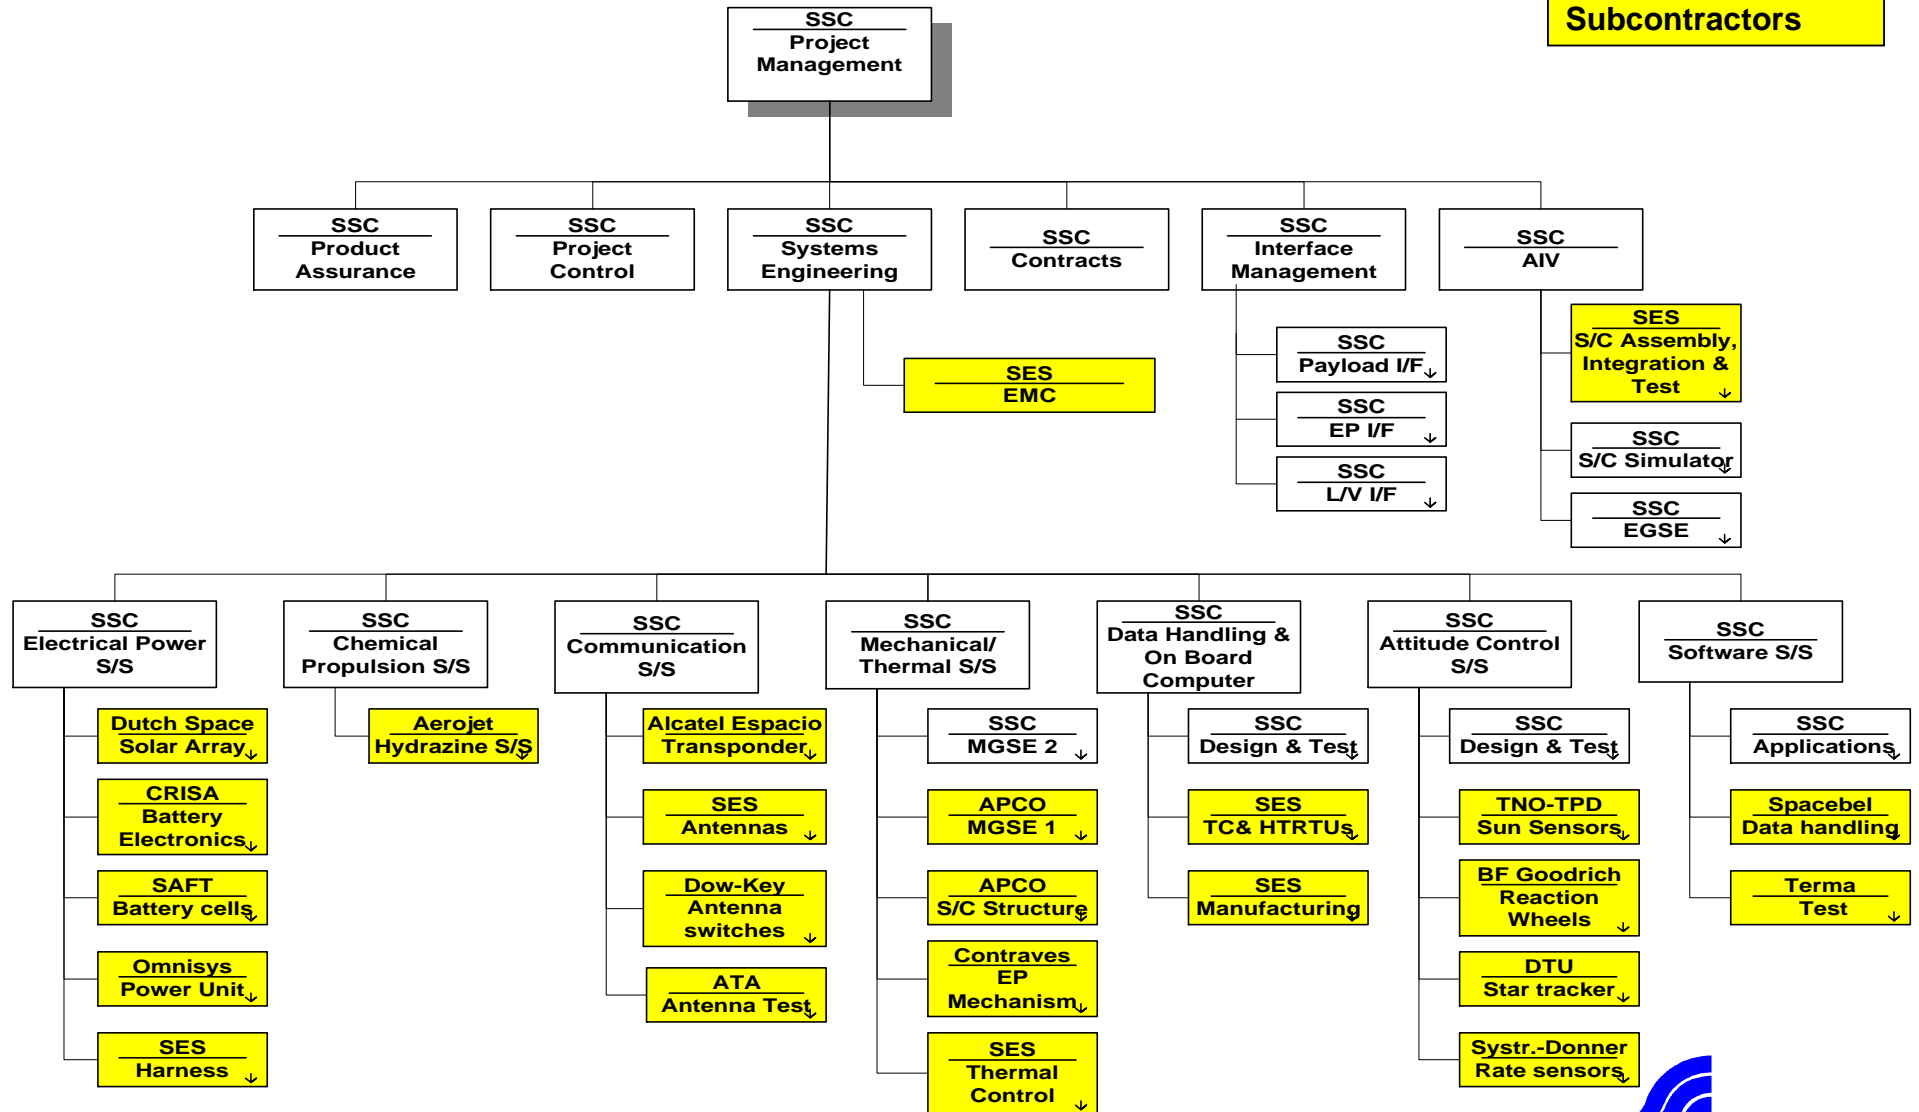 Subcontractors
SSC
Project
Management
SSC
Product
Assurance
SSC
Project
Control
SSC
Systems
Engineering
SSC
Contracts
SSC
Interface
Management
SSC
AIV
SES
EMC
SSC
Payload I/F
SSC
EP I/F
SSC
L/V I/F
SES
S/C Assembly,
Integration &
Test
SSC
S/C Simulator
SSC
EGSE
SSC
Electrical Power
S/S
SSC
Chemical
Propulsion S/S
SSC
Communication
S/S
SSC
Mechanical/
Thermal S/S
SSC
Data Handling &
On Board
Computer
SSC
Attitude Control
S/S
SSC
Software S/S
Dutch Space
Solar Array
CRISA
Battery
Electronics
SAFT
Battery cells
Omnisys
Power Unit
SES
Harness
Aerojet
Hydrazine S/S
Alcatel Espacio
Transponder
SES
Antennas
Dow-Key
Antenna
switches
ATA
Antenna Test
SSC
MGSE 2
APCO
MGSE 1
APCO
S/C Structure
Contraves
EP
Mechanism
SES
Thermal
Control
SSC
Design & Test
SES
TC& HTRTUs
SES
Manufacturing
SSC
Design & Test
TNO-TPD
Sun Sensors
BF Goodrich
Reaction
Wheels
DTU
Star tracker
Systr.-Donner
Rate sensors
SSC
Applications
Spacebel
Data handling
Terma
Test